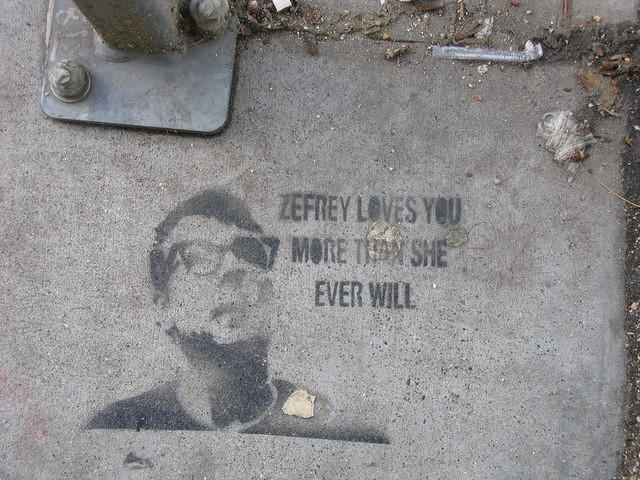 ZEFREY LOVES YOU
MORE THAN SHE
EVER WILL